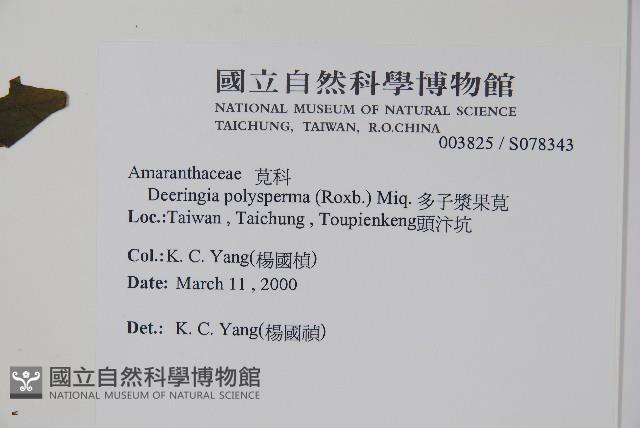 國立自然科學博物館
NATIONAL MUSEUM OF NATURAL SCIENCE
TAICHUNG, TAIWAN, R.O.CHINA
003825 / S078343
Amaranthaceae 莧科
Deeringia polysperma (Roxb.) Miq. 多子漿果莧
Loc.:Taiwan , Taichung , Toupienkeng頭汴坑
Col.:K. C. Yang(楊國楨)
Date: March 11 , 2000
Det.: K. C. Yang(楊國禎)
國立自然科學博物館
NATIONAL MUSEUM OF NATURAL SCIENCE